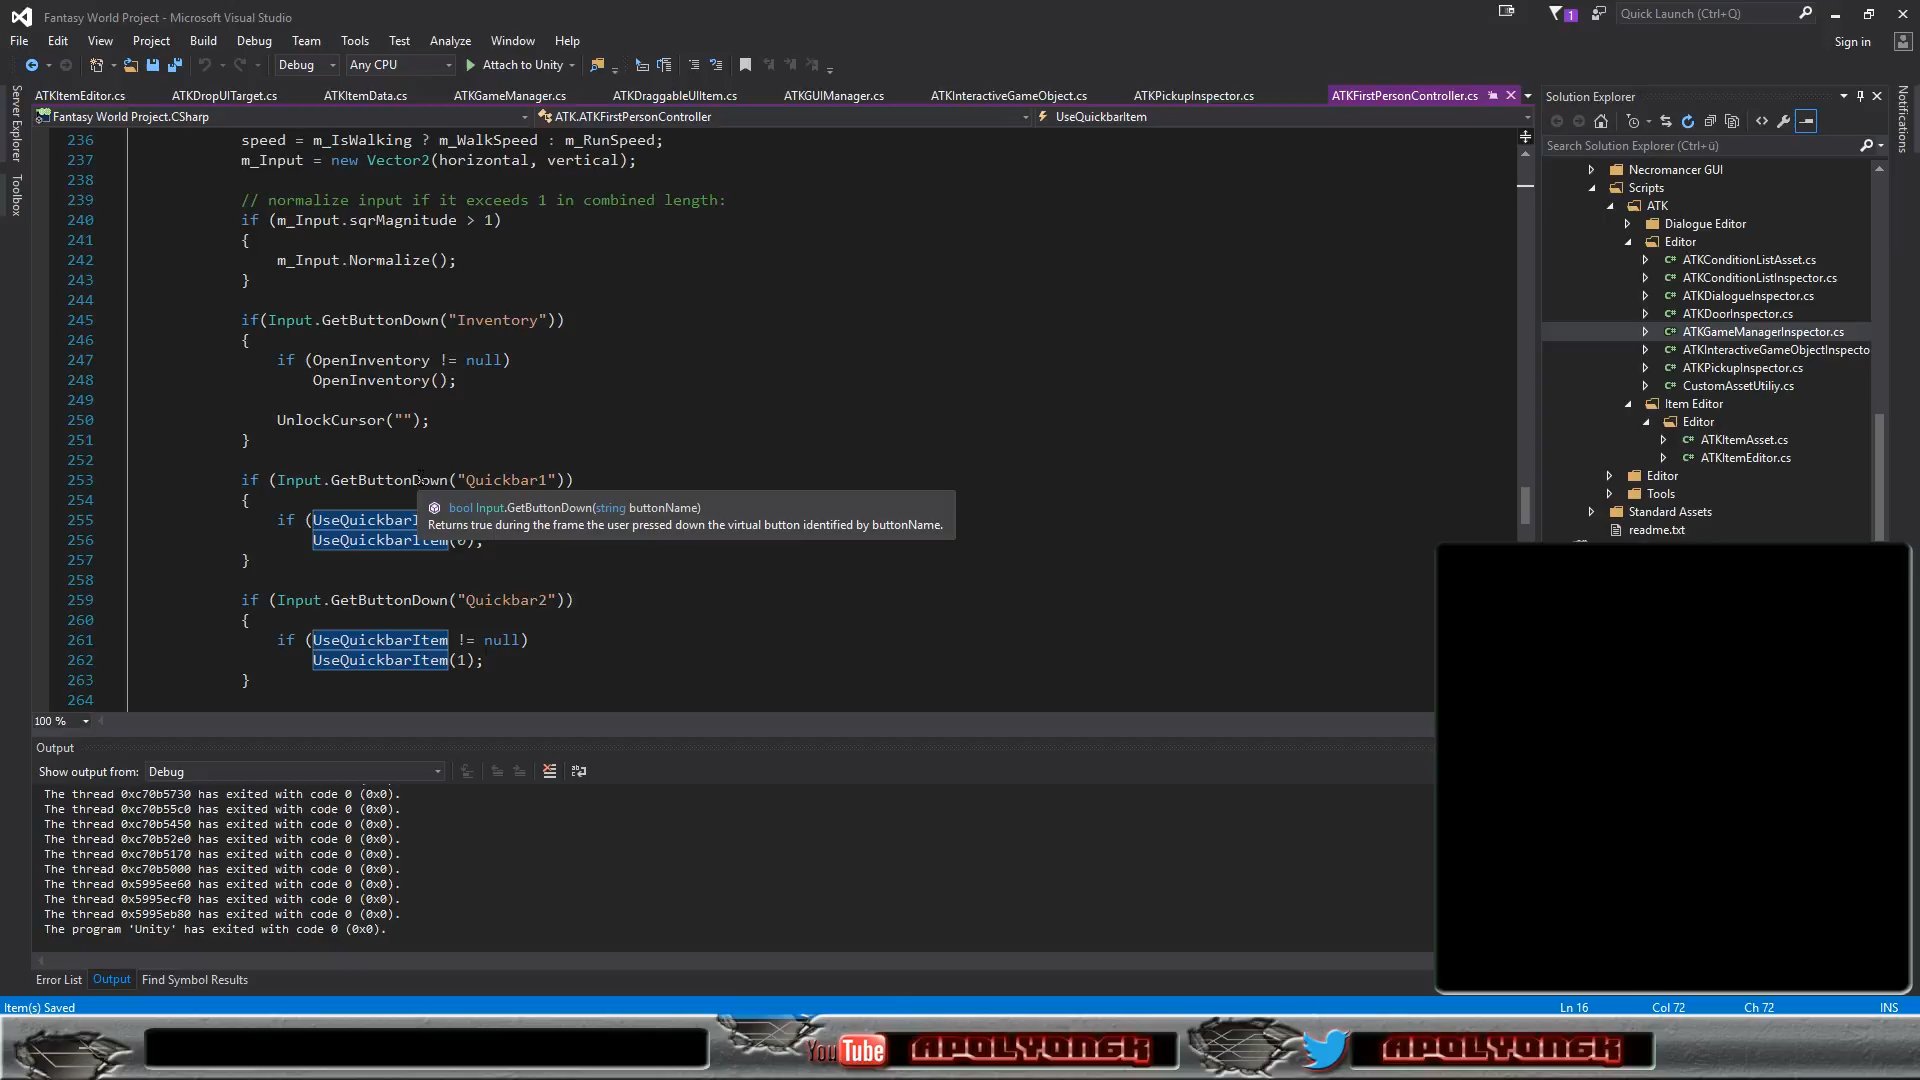 Fantasy World Project - Microsoft Visual Studio
1
Quick Launch (Ctrl+Q)
File Edit View Project Build Debug Team Tools Test Analyze Window Help
Sign in
Debug Any CPU Attach to Unity
Server Explorer
Toolbox
Notifications
ATKItemEditor.cs ATKDropUITarget.cs ATKItemData.cs ATKGameManager.cs ATKDraggableUIItem.cs ATKGUIManager.cs ATKInteractiveGameObject.cs ATKPickupInspector.cs ATKFirstPersonController.cs
Fantasy World Project.CSharp ATK.ATKFirstPersonController UseQuickbarItem
236 speed = m_IsWalking ? m_WalkSpeed : m_RunSpeed;
237 m_Input = new Vector2(horizontal, vertical);
238
239 // normalize input if it exceeds 1 in combined length:
240 if (m_Input.sqrMagnitude > 1)
241 {
242 m_Input.Normalize();
243 }
244
245 if(Input.GetButtonDown("Inventory"))
246 {
247 if (OpenInventory != null)
248 OpenInventory();
249
250 UnlockCursor("");
251 }
252
253 if (Input.GetButtonDown("Quickbar1"))
254 {
255 if (UseQuickbarI
256 UseQuickbarItem(0);
257 }
258
259 if (Input.GetButtonDown("Quickbar2"))
260 {
261 if (UseQuickbarItem != null)
262 UseQuickbarItem(1);
263 }
264
bool Input.GetButtonDown(string buttonName)
Returns true during the frame the user pressed down the virtual button identified by buttonName.
100 %
Output
Show output from: Debug
The thread 0xc70b5730 has exited with code 0 (0x0).
The thread 0xc70b55c0 has exited with code 0 (0x0).
The thread 0xc70b5450 has exited with code 0 (0x0).
The thread 0xc70b52e0 has exited with code 0 (0x0).
The thread 0xc70b5170 has exited with code 0 (0x0).
The thread 0xc70b5000 has exited with code 0 (0x0).
The thread 0x5995ee60 has exited with code 0 (0x0).
The thread 0x5995ecf0 has exited with code 0 (0x0).
The thread 0x5995eb80 has exited with code 0 (0x0).
The program 'Unity' has exited with code 0 (0x0).
Error List Output Find Symbol Results
Solution Explorer
Search Solution Explorer (Ctrl+ü)
Necromancer GUI
Scripts
ATK
Dialogue Editor
Editor
C# ATKConditionListAsset.cs
C# ATKConditionListInspector.cs
C# ATKDialogueInspector.cs
C# ATKDoorInspector.cs
C# ATKGameManagerInspector.cs
C# ATKInteractiveGameObjectInspecto
C# ATKPickupInspector.cs
C# CustomAssetUtiliy.cs
Item Editor
Editor
C# ATKItemAsset.cs
C# ATKItemEditor.cs
Editor
Tools
Standard Assets
readme.txt
Item(s) Saved Ln 16 Col 72 Ch 72 INS
YouTube APOLYONGK APOLYONGK